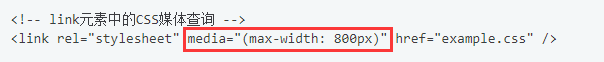 <!-- link元素中的CSS媒体查询 -->
<link rel="stylesheet" media="(max-width: 800px)" href="example.css" />